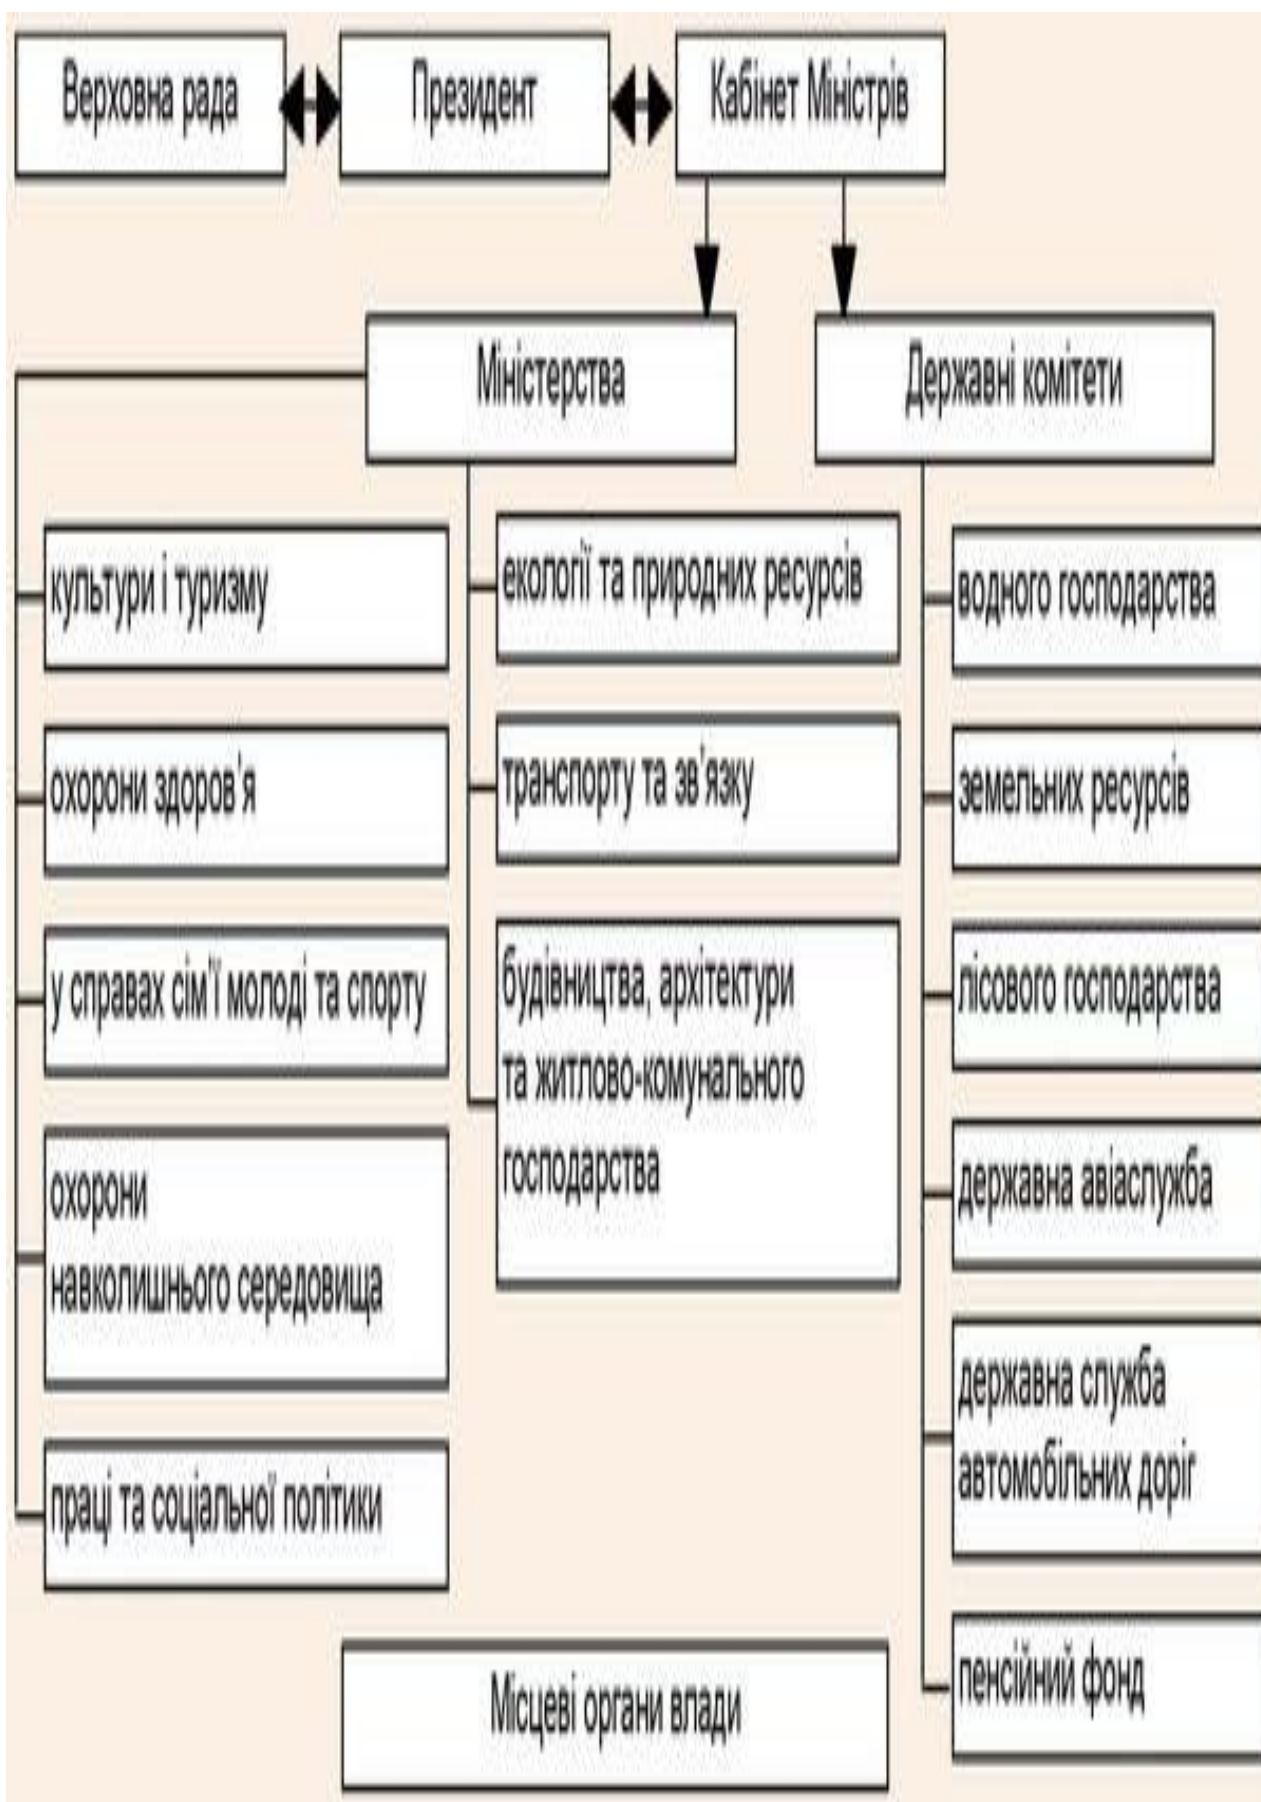 Верховна рада
Президент
Кабінет Міністрів
Міністерства
Державні комітети
культури і туризму
охорони здоров'я
у справах сім'ї молоді та спорту
охорони
навколишнього середовища
праці та соціальної політики
екології та природних ресурсів
транспорту та зв'язку
будівництва, архітектури
та житлово-комунального
господарства
водного господарства
земельних ресурсів
лісового господарства
державна авіаслужба
державна служба
автомобільних доріг
пенсійний фонд
Місцеві органи влади